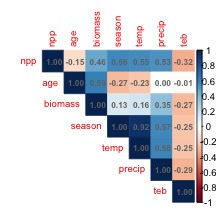 npp age biomass season temp precip teb
npp 1.00 -0.15 0.46 0.56 0.55 0.53 -0.32
age 1.00 -0.27 -0.23 0.00 -0.01
biomass 1.00 0.13 0.16 0.35 -0.27
season 1.00 0.92 0.57 -0.25
temp 1.00 -0.25
precip 1.00 -0.29
teb 1.00
1
0.8
0.6
0.4
0.2
0
-0.2
-0.4
-0.6
-0.8
-1